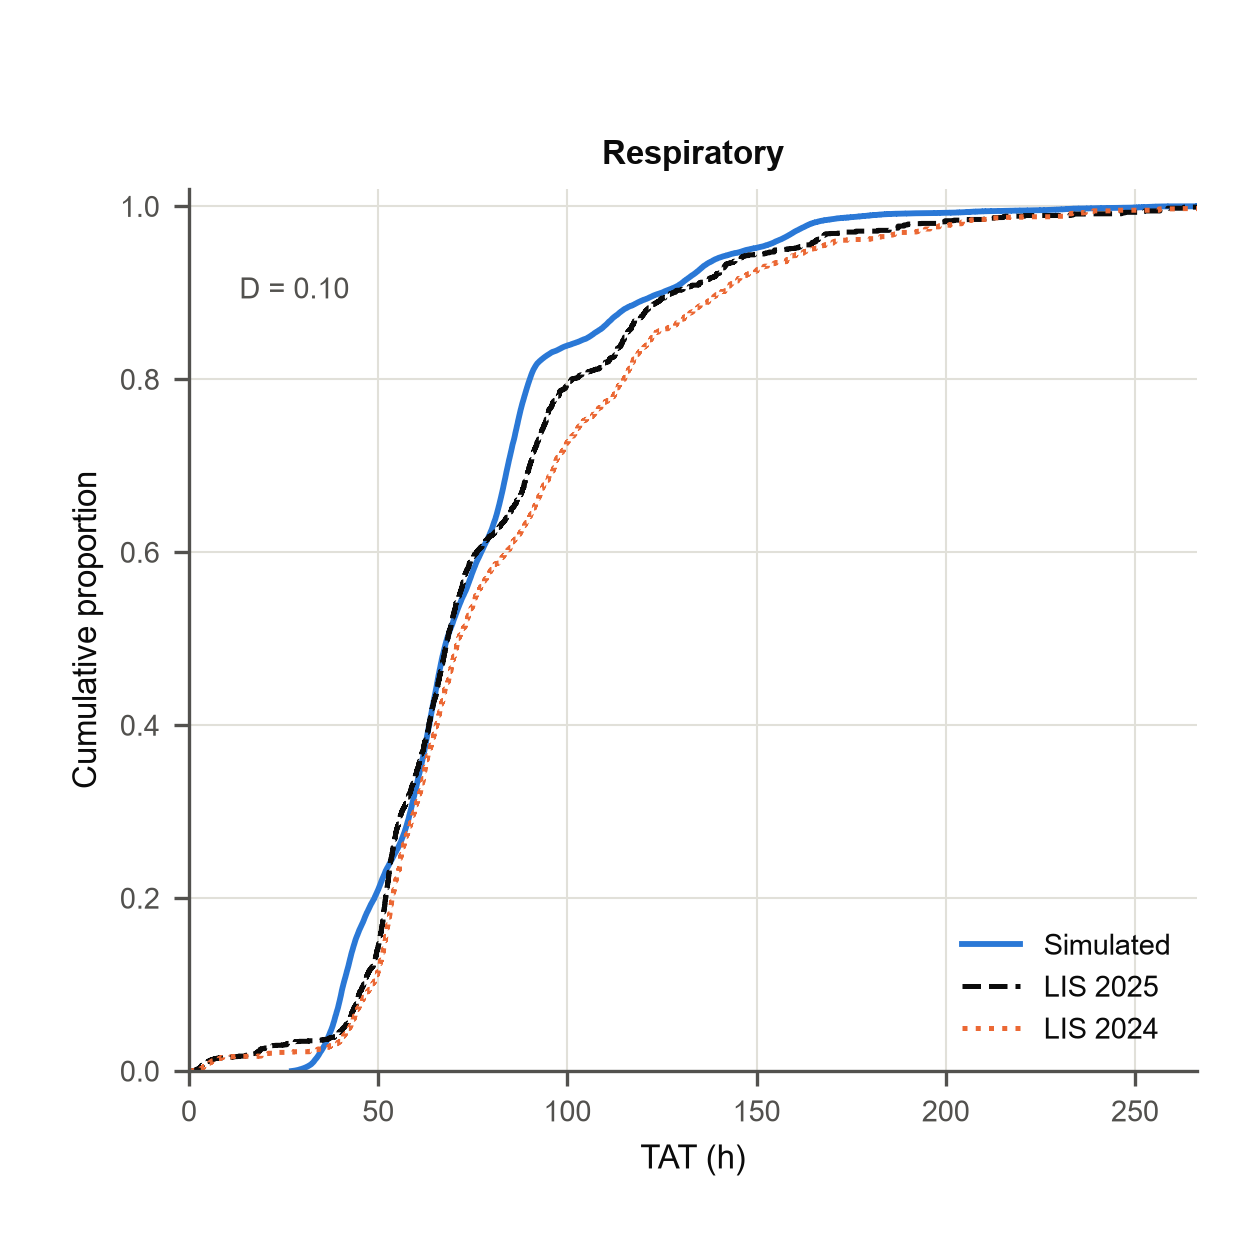 Respiratory
1.0
D = 0.10
0.8
0.6
0.4
0.2
0.0
Cumulative proportion
Simulated
LIS 2025
LIS 2024
0 50 100 150 200 250
TAT (h)